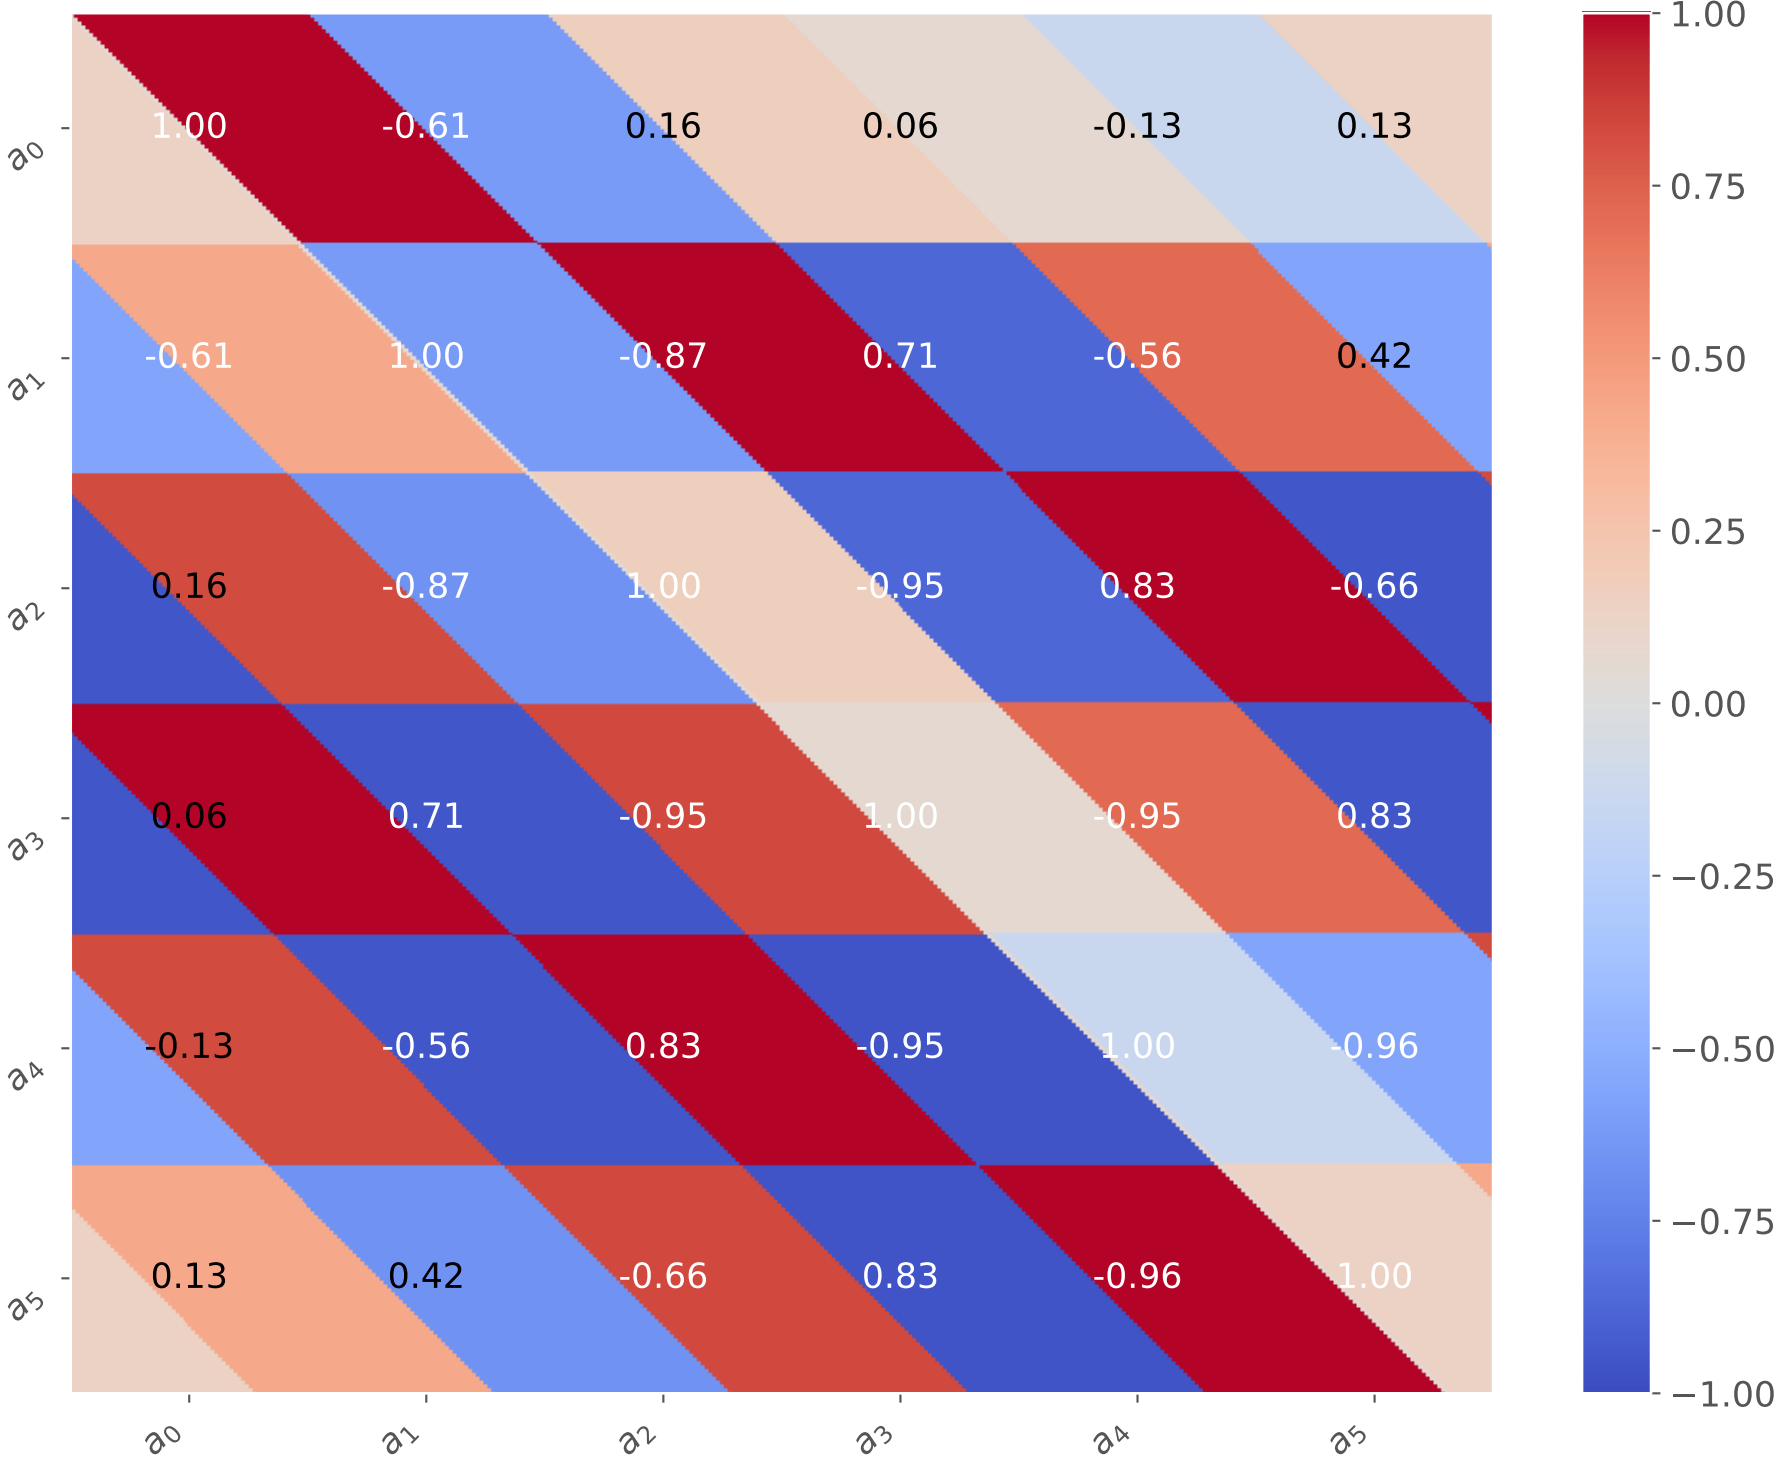 1.00
a0 1.00 -0.61 0.16 0.06 -0.13 0.13
0.75
a1 -0.61 1.00 -0.87 0.71 -0.56 0.42
0.50
0.25
a2 0.16 -0.87 1.00 -0.95 0.83 -0.66
0.00
a3 0.06 0.71 -0.95 1.00 -0.95 0.83
−0.25
a4 -0.13 -0.56 0.83 -0.95 1.00 -0.96
−0.50
−0.75
a5 0.13 0.42 -0.66 0.83 -0.96 1.00
−1.00
a0 a1 a2 a3 a4 a5